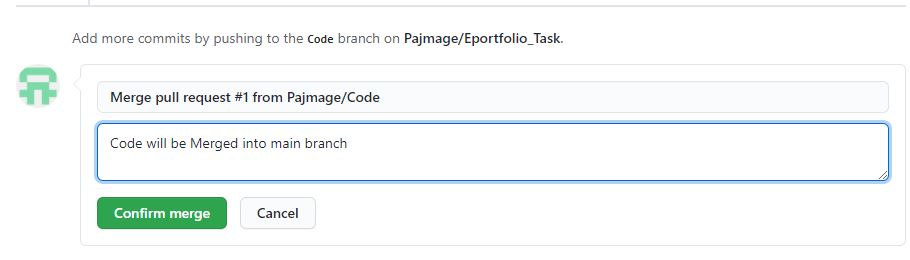 Add more commits by pushing to the Code branch on Pajmage/Eportfolio_Task.
Merge pull request #1 from Pajmage/Code
Code will be Merged into main branch
Confirm merge Cancel